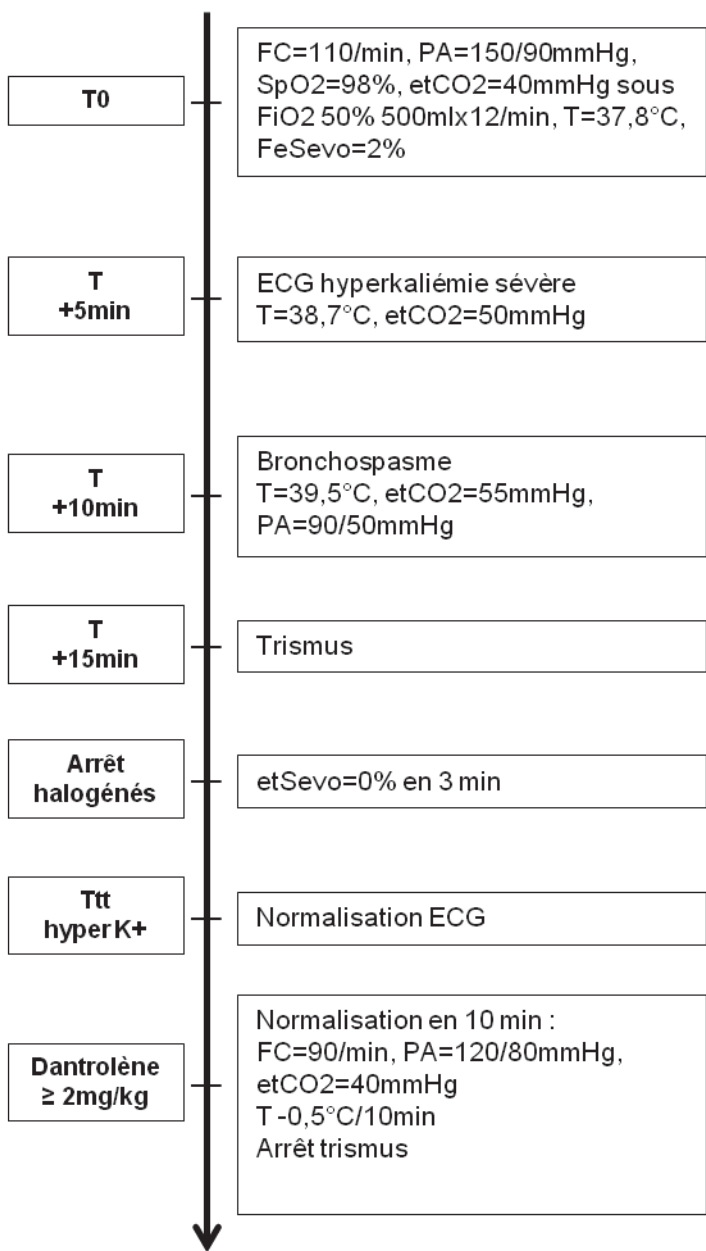 T0
FC=110/min, PA=150/90mmHg,
SpO2=98%, etCO2=40mmHg sous
FiO2 50% 500mlx12/min, T=37,8°C,
FeSevo=2%
T
+5min
ECG hyperkaliémie sévère
T=38,7°C, etCO2=50mmHg
T
+10min
Bronchospasme
T=39,5°C, etCO2=55mmHg,
PA=90/50mmHg
T
+15min
Trismus
Arrêt
halogénés
etSevo=0% en 3 min
Ttt
hyperK+
Normalisation ECG
Dantrolène
≥ 2mg/kg
Normalisation en 10 min :
FC=90/min, PA=120/80mmHg,
etCO2=40mmHg
T -0,5°C/10min
Arrêt trismus